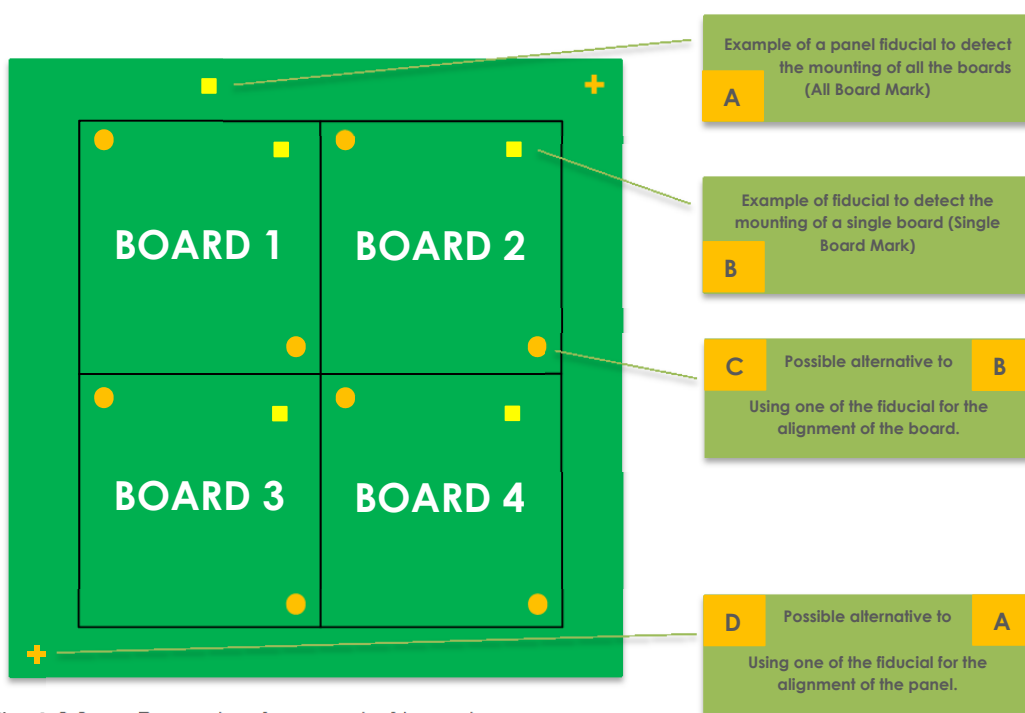 Example of a panel fiducial to detect
the mounting of all the boards
(All Board Mark)
A
BOARD 1
BOARD 2
Example of fiducial to detect the
mounting of a single board (Single
Board Mark)
B
C
Possible alternative to
B
Using one of the fiducial for the
alignment of the board.
BOARD 3
BOARD 4
D
Possible alternative to
A
Using one of the fiducial for the
alignment of the panel.